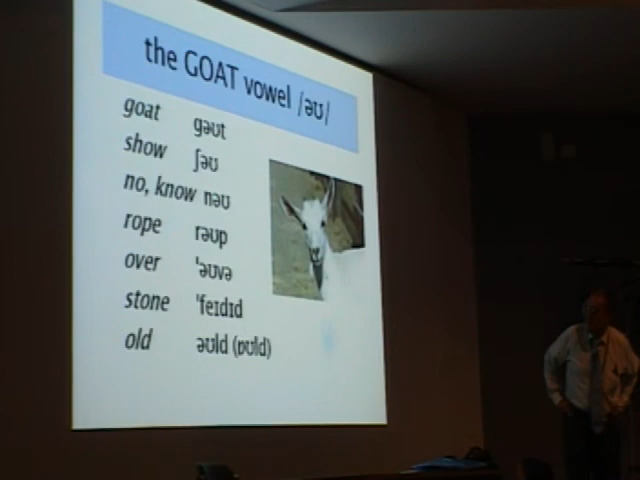 the GOAT vowel /əʊ/
goat gəʊt
show ʃəʊ
no, know nəʊ
rope rəʊp
over ˈəʊvə
stone ˈfeɪdɪd
old əʊld (ɒʊld)